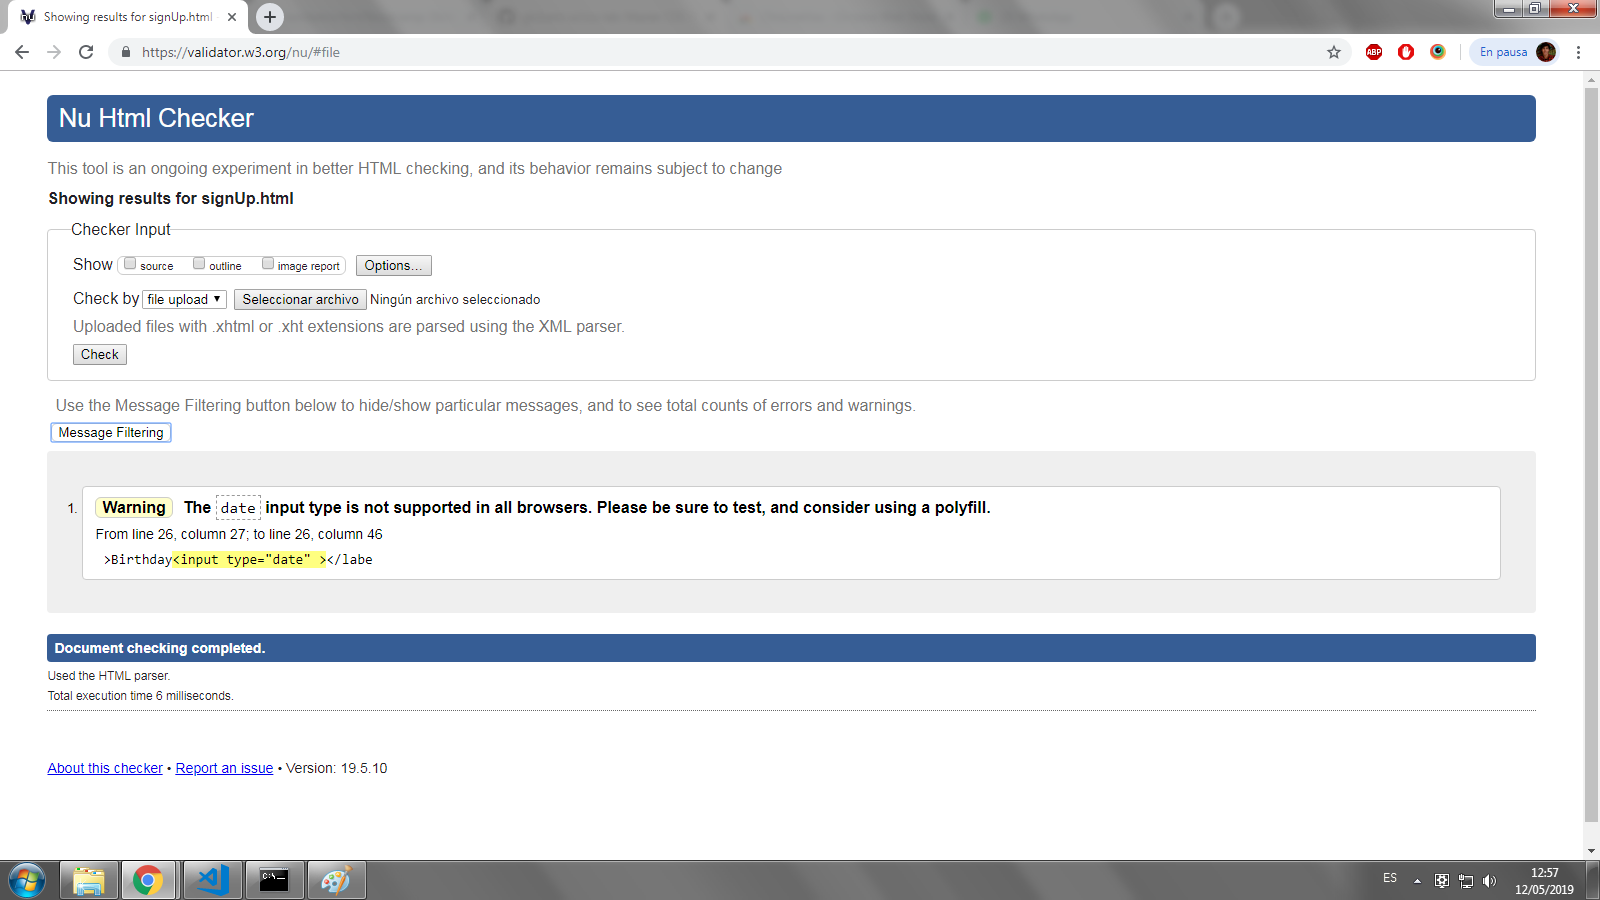 Showing results for signUp.html
https://validator.w3.org/nu/#file
ABP
En pausa
Nu Html Checker
This tool is an ongoing experiment in better HTML checking, and its behavior remains subject to change
Showing results for signUp.html
Checker Input
Show source outline image report Options...
Check by file upload Seleccionar archivo Ningún archivo seleccionado
Uploaded files with .xhtml or .xht extensions are parsed using the XML parser.
Check
Use the Message Filtering button below to hide/show particular messages, and to see total counts of errors and warnings.
Message Filtering
1. Warning The date input type is not supported in all browsers. Please be sure to test, and consider using a polyfill.
From line 26, column 27; to line 26, column 46
>Birthday<input type="date" ></labe
Document checking completed.
Used the HTML parser.
Total execution time 6 milliseconds.
About this checker • Report an issue • Version: 19.5.10
C:\_
ES
12:57
12/05/2019